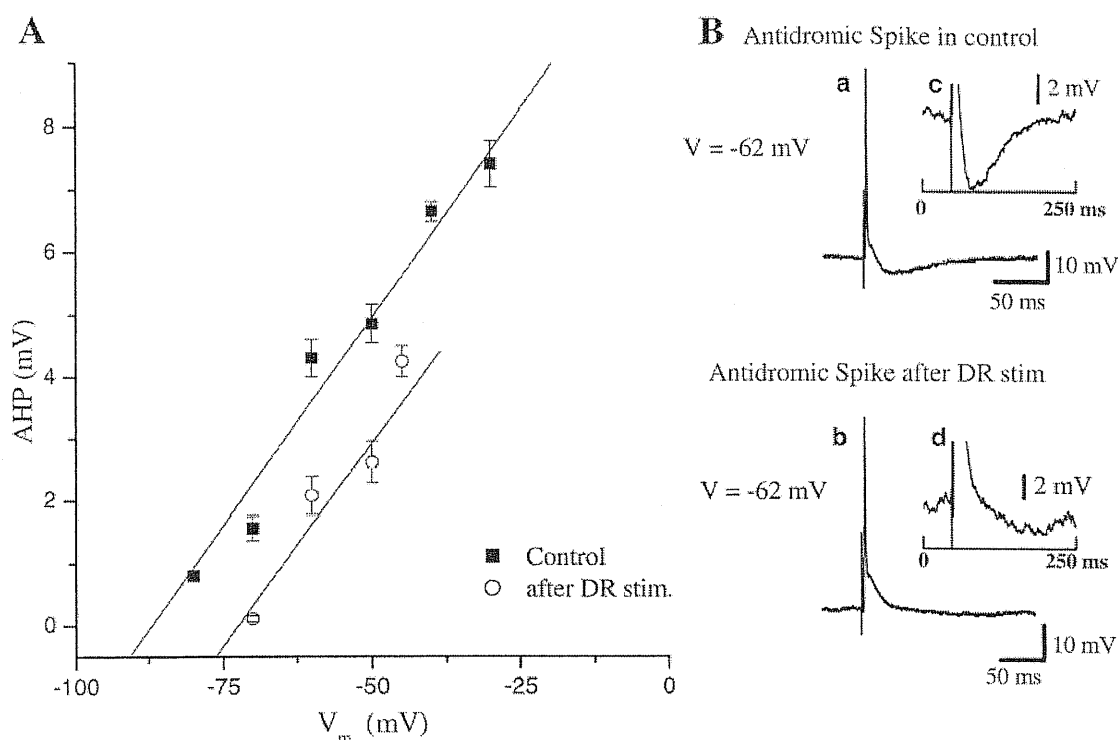 A
AHP (mV)
8
6
4
2
0
-100
-75
-50
-25
0
V_m (mV)
Control
after DR stim.
B Antidromic Spike in control
a
c
2 mV
V = -62 mV
0
250 ms
10 mV
50 ms
Antidromic Spike after DR stim
b
d
2 mV
V = -62 mV
0
250 ms
10 mV
50 ms